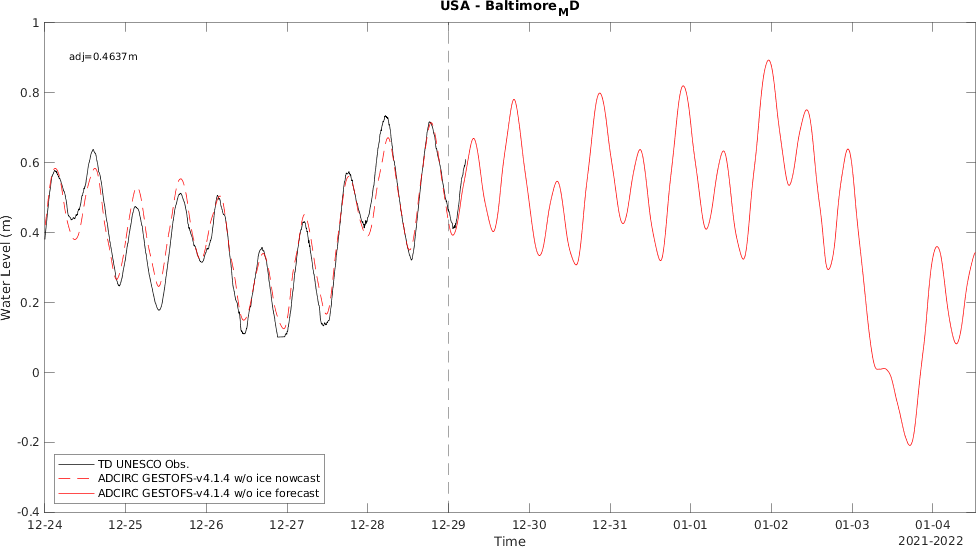 USA - Baltimore_MD
adj=0.4637m
1
0.8
0.6
0.4
0.2
0
-0.2
-0.4
Water Level (m)
TD UNESCO Obs.
ADCIRC GESTOFS-v4.1.4 w/o ice nowcast
ADCIRC GESTOFS-v4.1.4 w/o ice forecast
12-24 12-25 12-26 12-27 12-28 12-29 12-30 12-31 01-01 01-02 01-03 01-04
Time
2021-2022